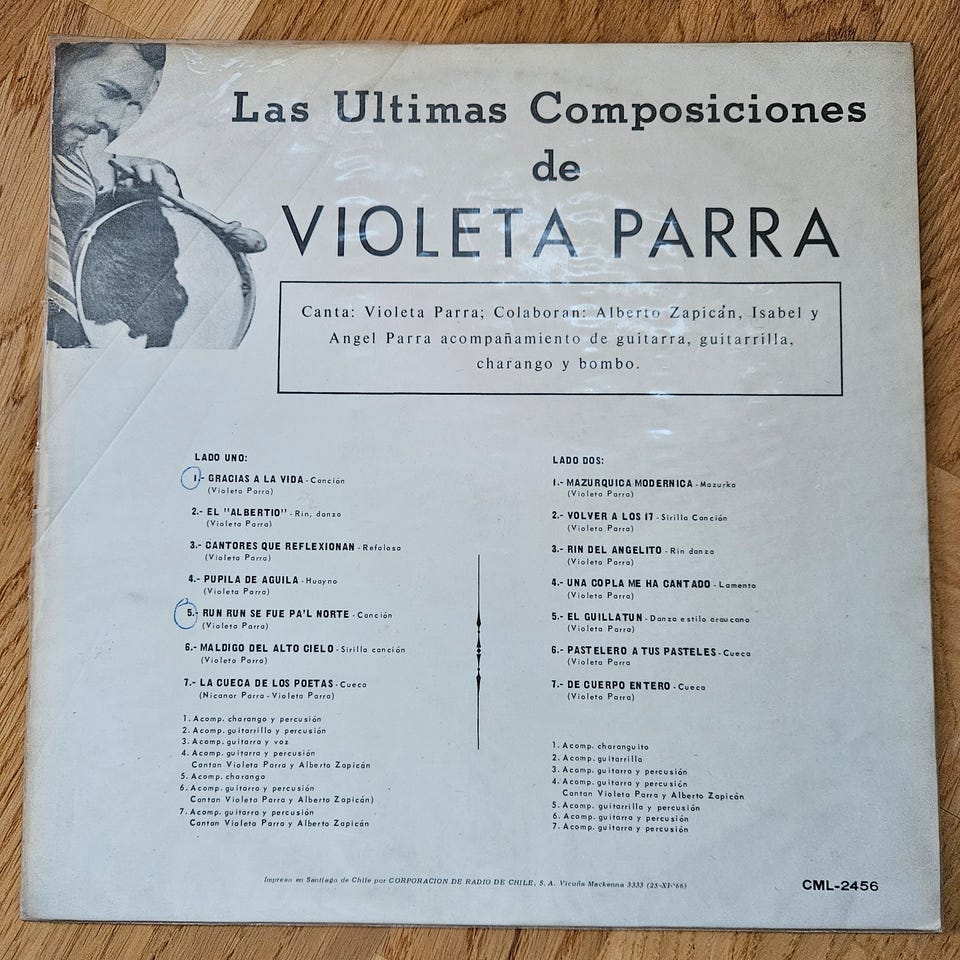 Las Ultimas Composiciones
de
VIOLETA PARRA
Canta: Violeta Parra; Colaboran: Alberto Zapicán, Isabel y
Angel Parra acompañamiento de guitarra, guitarrilla,
charango y bombo.
LADO UNO:
1.- GRACIAS A LA VIDA - Canción
(Violeta Parra)
2.- EL "ALBERTIO" - Rin, danza
(Violeta Parra)
3.- CANTORES QUE REFLEXIONAN - Refalosa
(Violeta Parra)
4.- PUPILA DE AGUILA - Huayno
(Violeta Parra)
5.- RUN RUN SE FUE PA'L NORTE - Canción
(Violeta Parra)
6.- MALDIGO DEL ALTO CIELO - Sirilla canción
(Violeta Parra)
7.- LA CUECA DE LOS POETAS - Cueca
(Nicanor Parra - Violeta Parra)
1. Acomp. charango y percusión
2. Acomp. guitarrilla y percusión
3. Acomp. guitarra y voz
4. Acomp. guitarra y percusión
Cantan Violeta Parra y Alberto Zapicán
5. Acomp. charango
6. Acomp. guitarra y percusión
Cantan Violeta Parra y Alberto Zapicán)
7. Acomp. guitarra y percusión
Cantan Violeta Parra y Alberto Zapicán
LADO DOS:
1.- MAZURQUICA MODERNICA - Mazurka
(Violeta Parra)
2.- VOLVER A LOS 17 - Sirilla Canción
(Violeta Parra)
3.- RIN DEL ANGELITO - Rin danza
(Violeta Parra)
4.- UNA COPLA ME HA CANTADO - Lamento
(Violeta Parra)
5.- EL GUILLATUN - Danza estilo araucano
(Violeta Parra)
6.- PASTELERO A TUS PASTELES - Cueca
(Violeta Parra
7.- DE CUERPO ENTERO - Cueca
(Violeta Parra)
1. Acomp. charanguito
2. Acomp. guitarrilla
3. Acomp. guitarra y percusión
4. Acomp. guitarra y percusión
Cantan Violeta Parra y Alberto Zapicán
5. Acomp. guitarrilla y percusión
6. Acomp. guitarra y percusión
7. Acomp. guitarra y percusión
Impreso en Santiago de Chile por CORPORACION DE RADIO DE CHILE, S. A. Vicuña Mackenna 3333 (25-XI-'66)
CML-2456